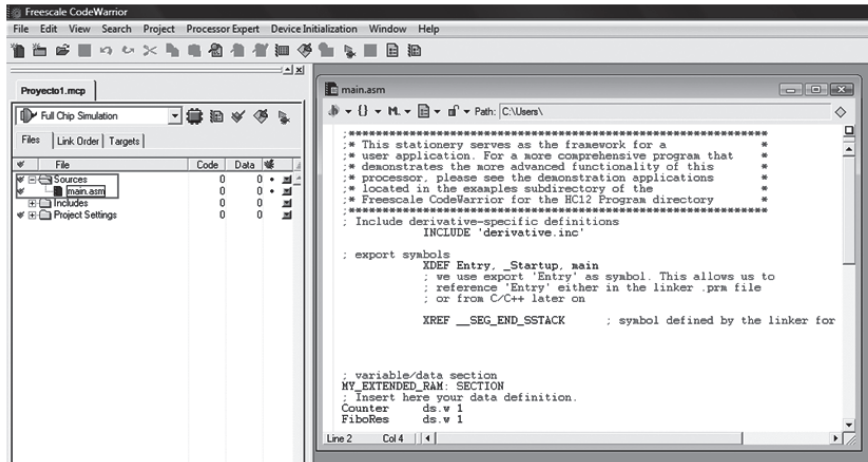 Freescale CodeWarrior
File Edit View Search Project Processor Expert Device Initialization Window Help
Proyecto1.mcp
Full Chip Simulation
Files Link Order Targets
File Code Data
Sources 0 0
main.asm 0 0
Includes 0 0
Project Settings 0 0
main.asm
{} M. Path: C:\Users\
;*******************************************************************
;* This stationery serves as the framework for a *
;* user application. For a more comprehensive program that *
;* demonstrates the more advanced functionality of this *
;* processor, please see the demonstration applications *
;* located in the examples subdirectory of the *
;* Freescale CodeWarrior for the HC12 Program directory *
;*******************************************************************
; Include derivative-specific definitions
INCLUDE 'derivative.inc'
; export symbols
XDEF Entry, _Startup, main
; we use export 'Entry' as symbol. This allows us to
; reference 'Entry' either in the linker .prm file
; or from C/C++ later on
XREF __SEG_END_SSTACK ; symbol defined by the linker for
; variable/data section
MY_EXTENDED_RAM: SECTION
; Insert here your data definition.
Counter ds.w 1
FiboRes ds.w 1
Line 2 Col 4